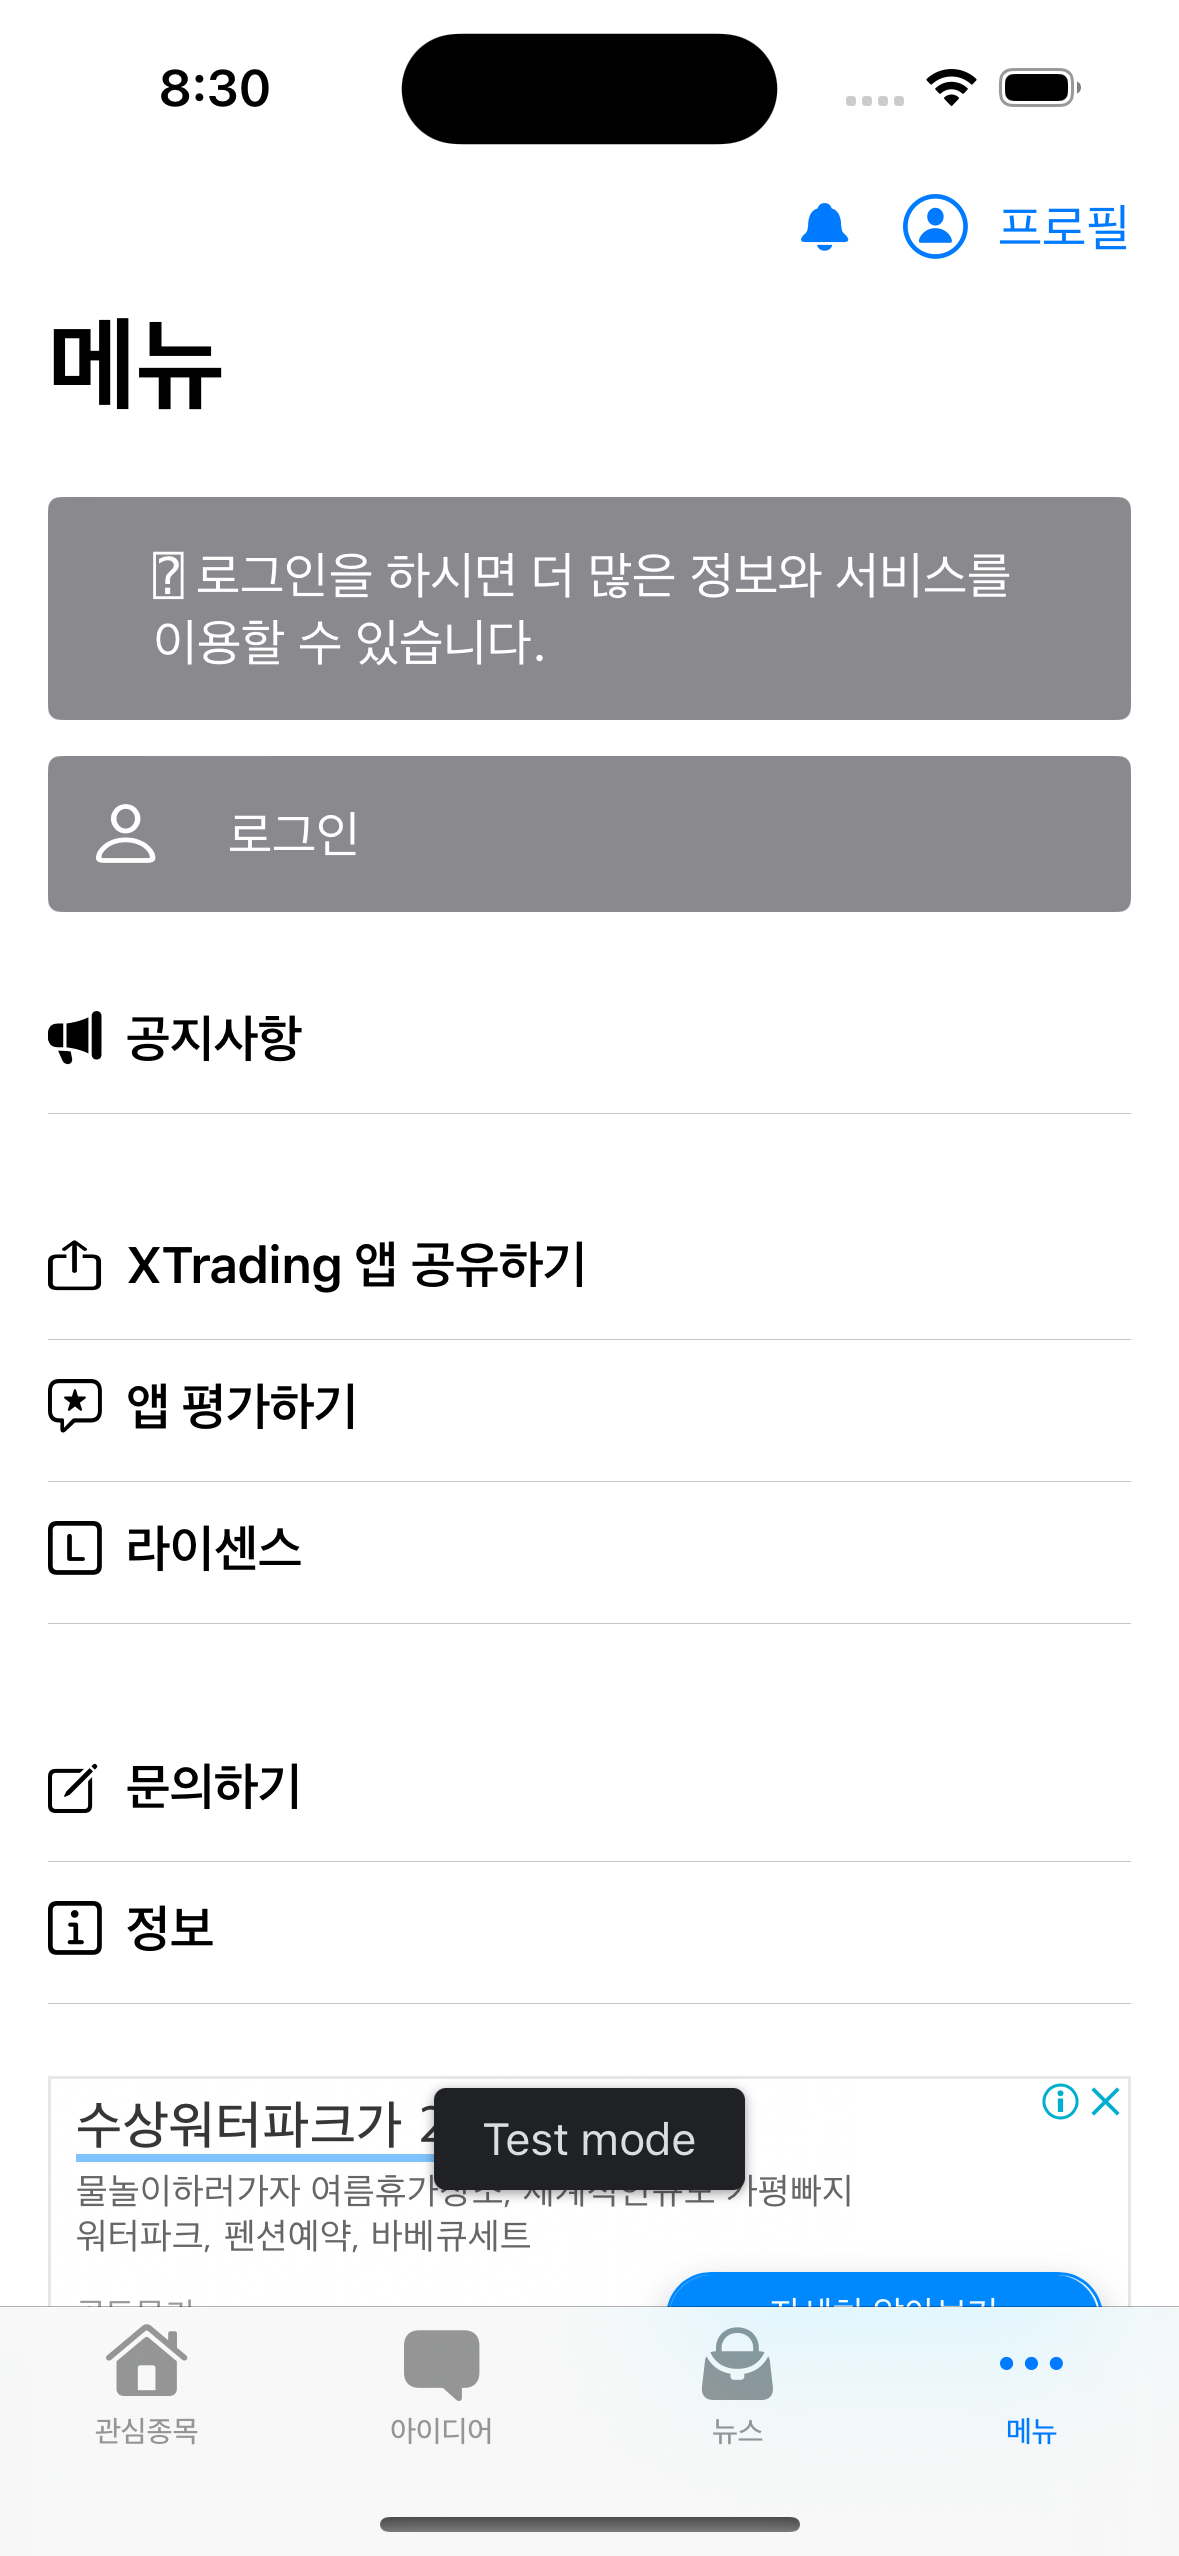 8:30
프로필
메뉴
로그인을 하시면 더 많은 정보와 서비스를
이용할 수 있습니다.
로그인
공지사항
XTrading 앱 공유하기
앱 평가하기
L 라이센스
문의하기
정보
수상워터파크가
Test mode
물놀이하러가자 여름휴가 가평빠지
워터파크, 펜션예약, 바베큐세트
관심종목
아이디어
뉴스
메뉴